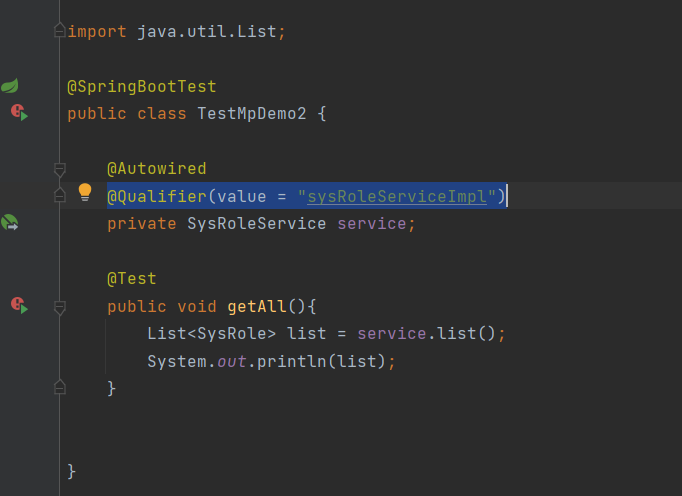 import java.util.List;
@SpringBootTest
public class TestMpDemo2 {
@Autowired
@Qualifier(value = "sysRoleServiceImpl")
private SysRoleService service;
@Test
public void getAll(){
List<SysRole> list = service.list();
System.out.println(list);
}
}